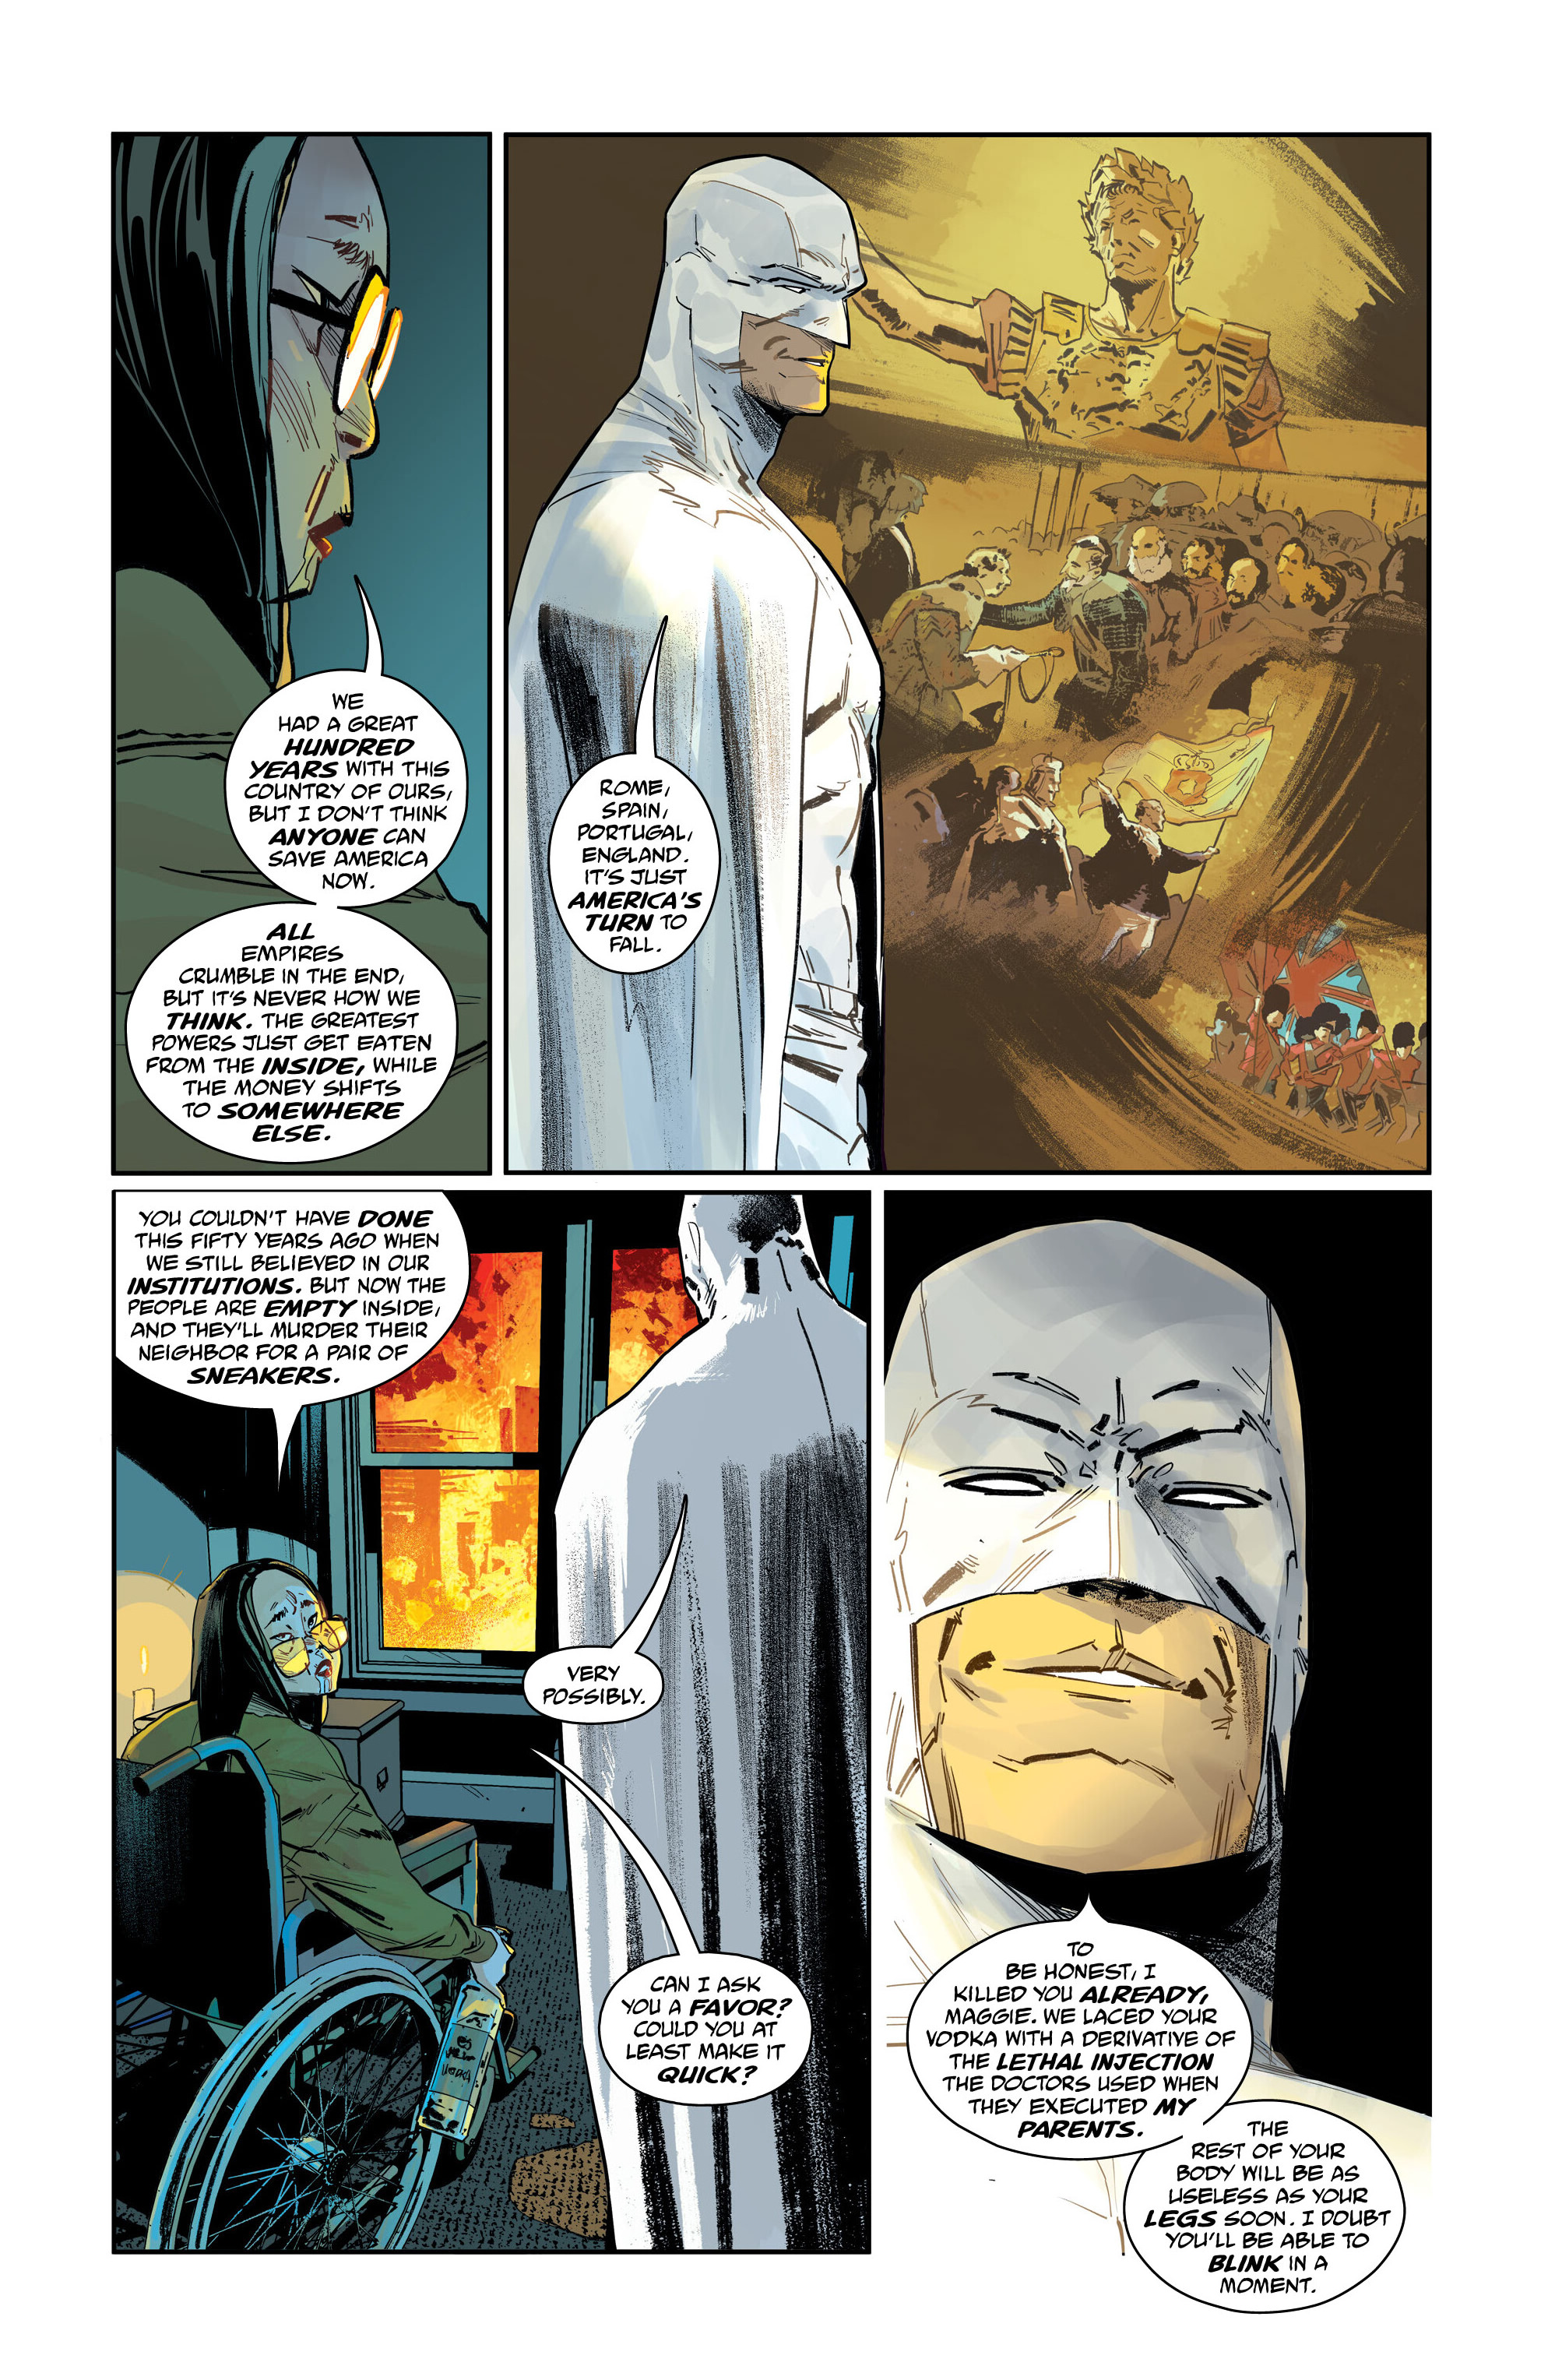 WE
HAD A GREAT
HUNDRED
YEARS WITH THIS
COUNTRY OF OURS,
BUT I DON'T THINK
ANYONE CAN
SAVE AMERICA
NOW.
ALL
EMPIRES
CRUMBLE IN THE END,
BUT IT'S NEVER HOW WE
THINK. THE GREATEST
POWERS JUST GET EATEN
FROM THE INSIDE, WHILE
THE MONEY SHIFTS
TO SOMEWHERE
ELSE.
ROME,
SPAIN,
PORTUGAL,
ENGLAND.
IT'S JUST
AMERICA'S
TURN TO
FALL.
YOU COULDN'T HAVE DONE
THIS FIFTY YEARS AGO WHEN
WE STILL BELIEVED IN OUR
INSTITUTIONS. BUT NOW THE
PEOPLE ARE EMPTY INSIDE,
AND THEY'LL MURDER THEIR
NEIGHBOR FOR A PAIR OF
SNEAKERS.
VERY
POSSIBLY.
CAN I ASK
YOU A FAVOR?
COULD YOU AT
LEAST MAKE IT
QUICK?
TO
BE HONEST, I
KILLED YOU ALREADY,
MAGGIE. WE LACED YOUR
VODKA WITH A DERIVATIVE OF
THE LETHAL INJECTION
THE DOCTORS USED WHEN
THEY EXECUTED MY
PARENTS.
THE
REST OF YOUR
BODY WILL BE AS
USELESS AS YOUR
LEGS SOON. I DOUBT
YOU'LL BE ABLE TO
BLINK IN A
MOMENT.